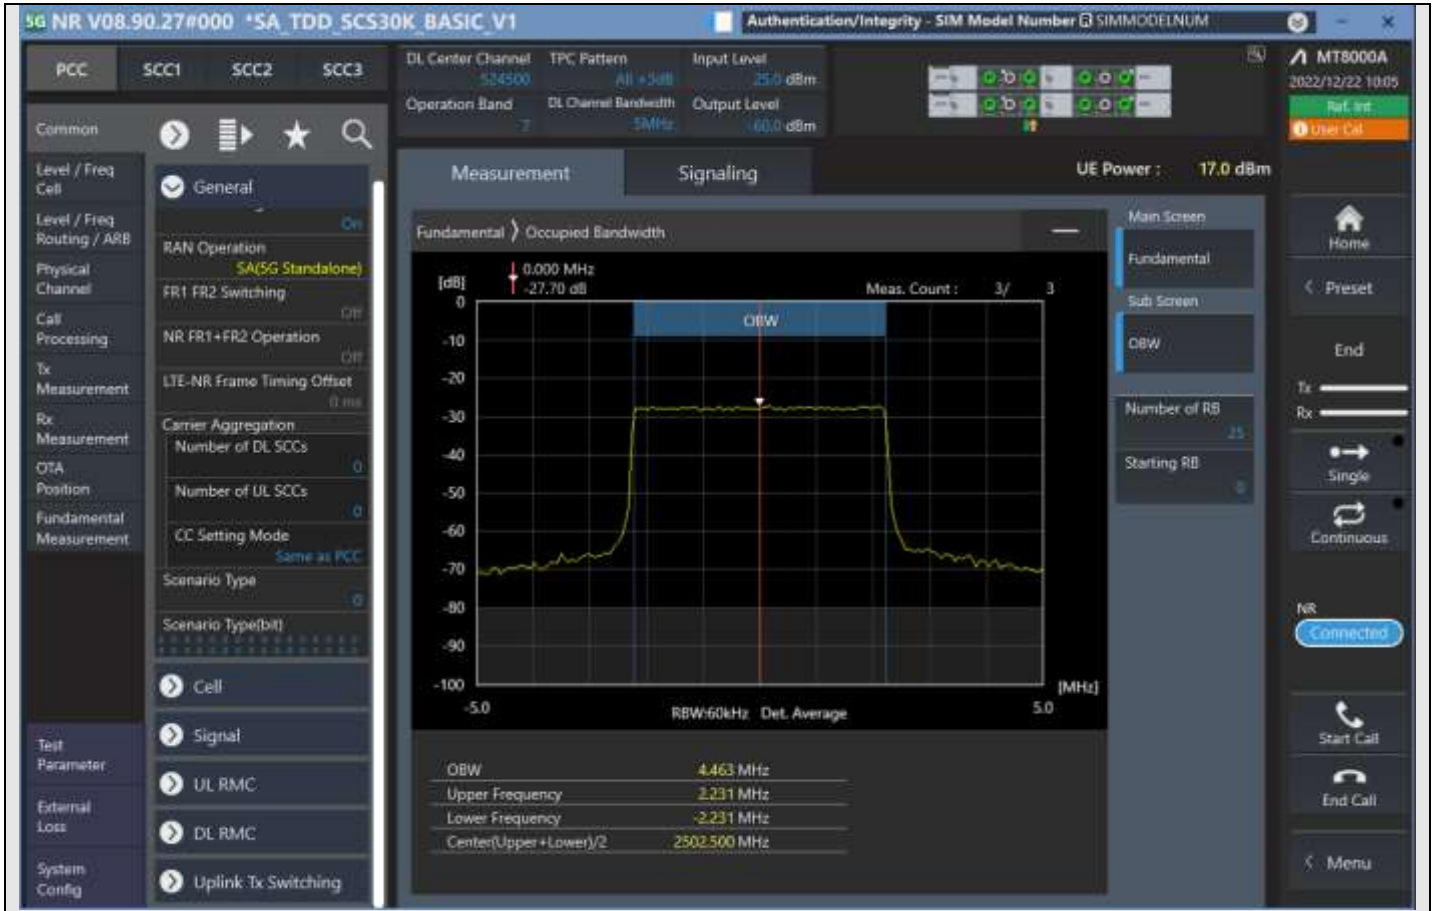 5G NR V08.90.27#000 *SA_TDD_SCS30K_BASIC_V1
Authentication/Integrity - SIM Model Number SIMMODELNUM
PCC SCC1 SCC2 SCC3
DL Center Channel 524500
TPC Pattern All +3dB
Input Level 25.0 dBm
Operation Band 7
DL Channel Bandwidth 5MHz
Output Level -60.0 dBm
MT8000A
2022/12/22 10:05
Ref. Int
User Cal
Common
Level / Freq
Cell
Level / Freq
Routing / ARB
Physical
Channel
Call
Processing
Tx
Measurement
Rx
Measurement
OTA
Position
Fundamental
Measurement
Test
Parameter
External
Loss
System
Config
General
On
RAN Operation
SA(5G Standalone)
FR1 FR2 Switching
Off
NR FR1+FR2 Operation
Off
LTE-NR Frame Timing Offset
0 ms
Carrier Aggregation
Number of DL SCCs
0
Number of UL SCCs
0
CC Setting Mode
Same as PCC
Scenario Type
0
Scenario Type(bit)
Cell
Signal
UL RMC
DL RMC
Uplink Tx Switching
Measurement Signaling
UE Power : 17.0 dBm
Fundamental Occupied Bandwidth
[dB]
0.000 MHz
-27.70 dB
Meas. Count : 3/ 3
OBW
0
-10
-20
-30
-40
-50
-60
-70
-80
-90
-100
-5.0
RBW:60kHz Det. Average
5.0
[MHz]
OBW 4.463 MHz
Upper Frequency 2.231 MHz
Lower Frequency -2.231 MHz
Center(Upper+Lower)/2 2502.500 MHz
Main Screen
Fundamental
Sub Screen
OBW
Number of RB
25
Starting RB
0
Home
Preset
End
Tx
Rx
Single
Continuous
NR
Connected
Start Call
End Call
Menu